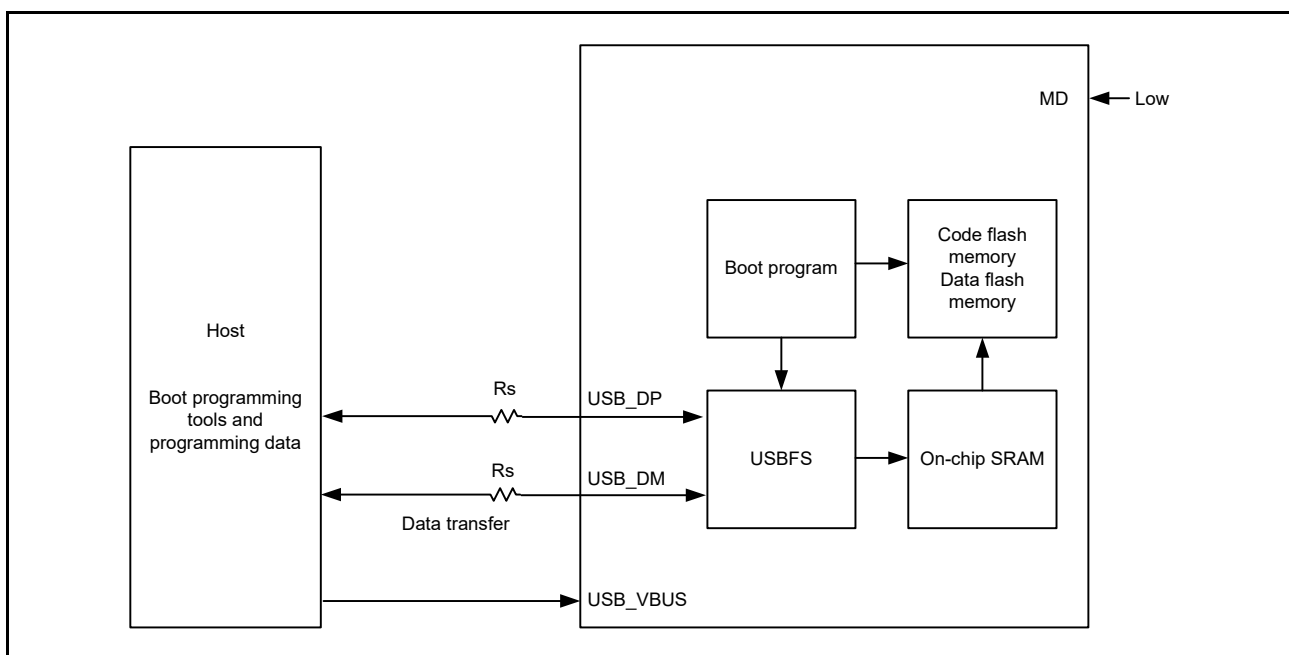 MD
Low
Host
Boot programming
tools and
programming data
Rs
Rs
Data transfer
USB_DP
USB_DM
USB_VBUS
Boot program
Code flash
memory
Data flash
memory
USBFS
On-chip SRAM